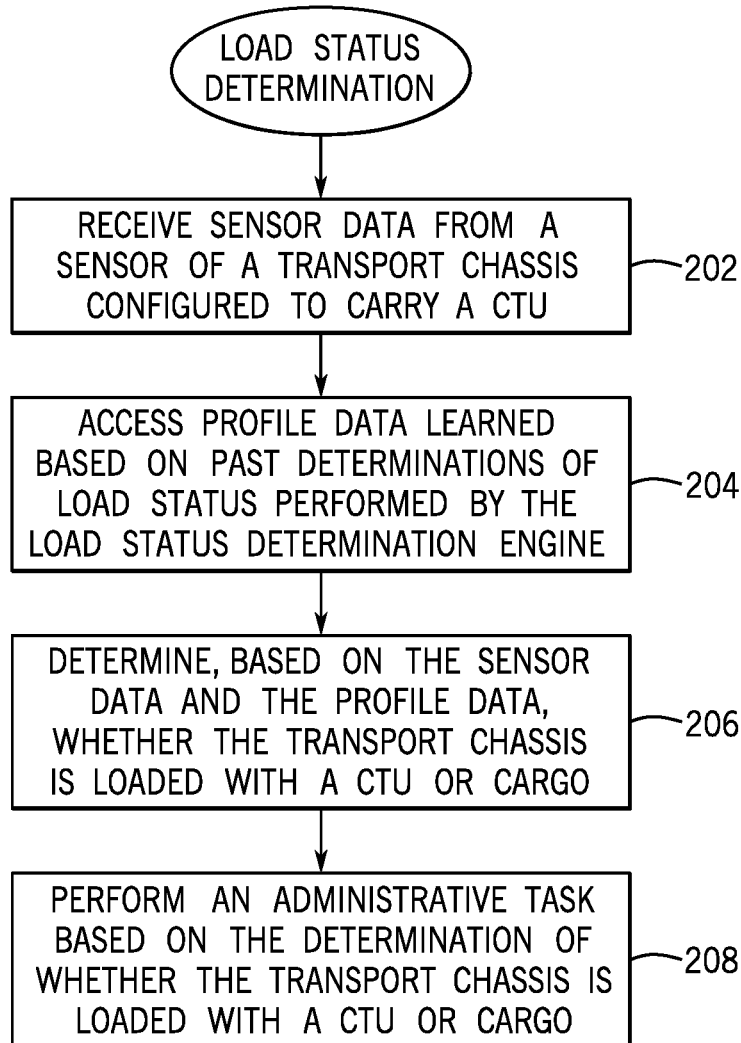 LOAD STATUS
DETERMINATION
RECEIVE SENSOR DATA FROM A
SENSOR OF A TRANSPORT CHASSIS
CONFIGURED TO CARRY A CTU
202
ACCESS PROFILE DATA LEARNED
BASED ON PAST DETERMINATIONS OF
LOAD STATUS PERFORMED BY THE
LOAD STATUS DETERMINATION ENGINE
204
DETERMINE, BASED ON THE SENSOR
DATA AND THE PROFILE DATA,
WHETHER THE TRANSPORT CHASSIS
IS LOADED WITH A CTU OR CARGO
206
PERFORM AN ADMINISTRATIVE TASK
BASED ON THE DETERMINATION OF
WHETHER THE TRANSPORT CHASSIS IS
LOADED WITH A CTU OR CARGO
208